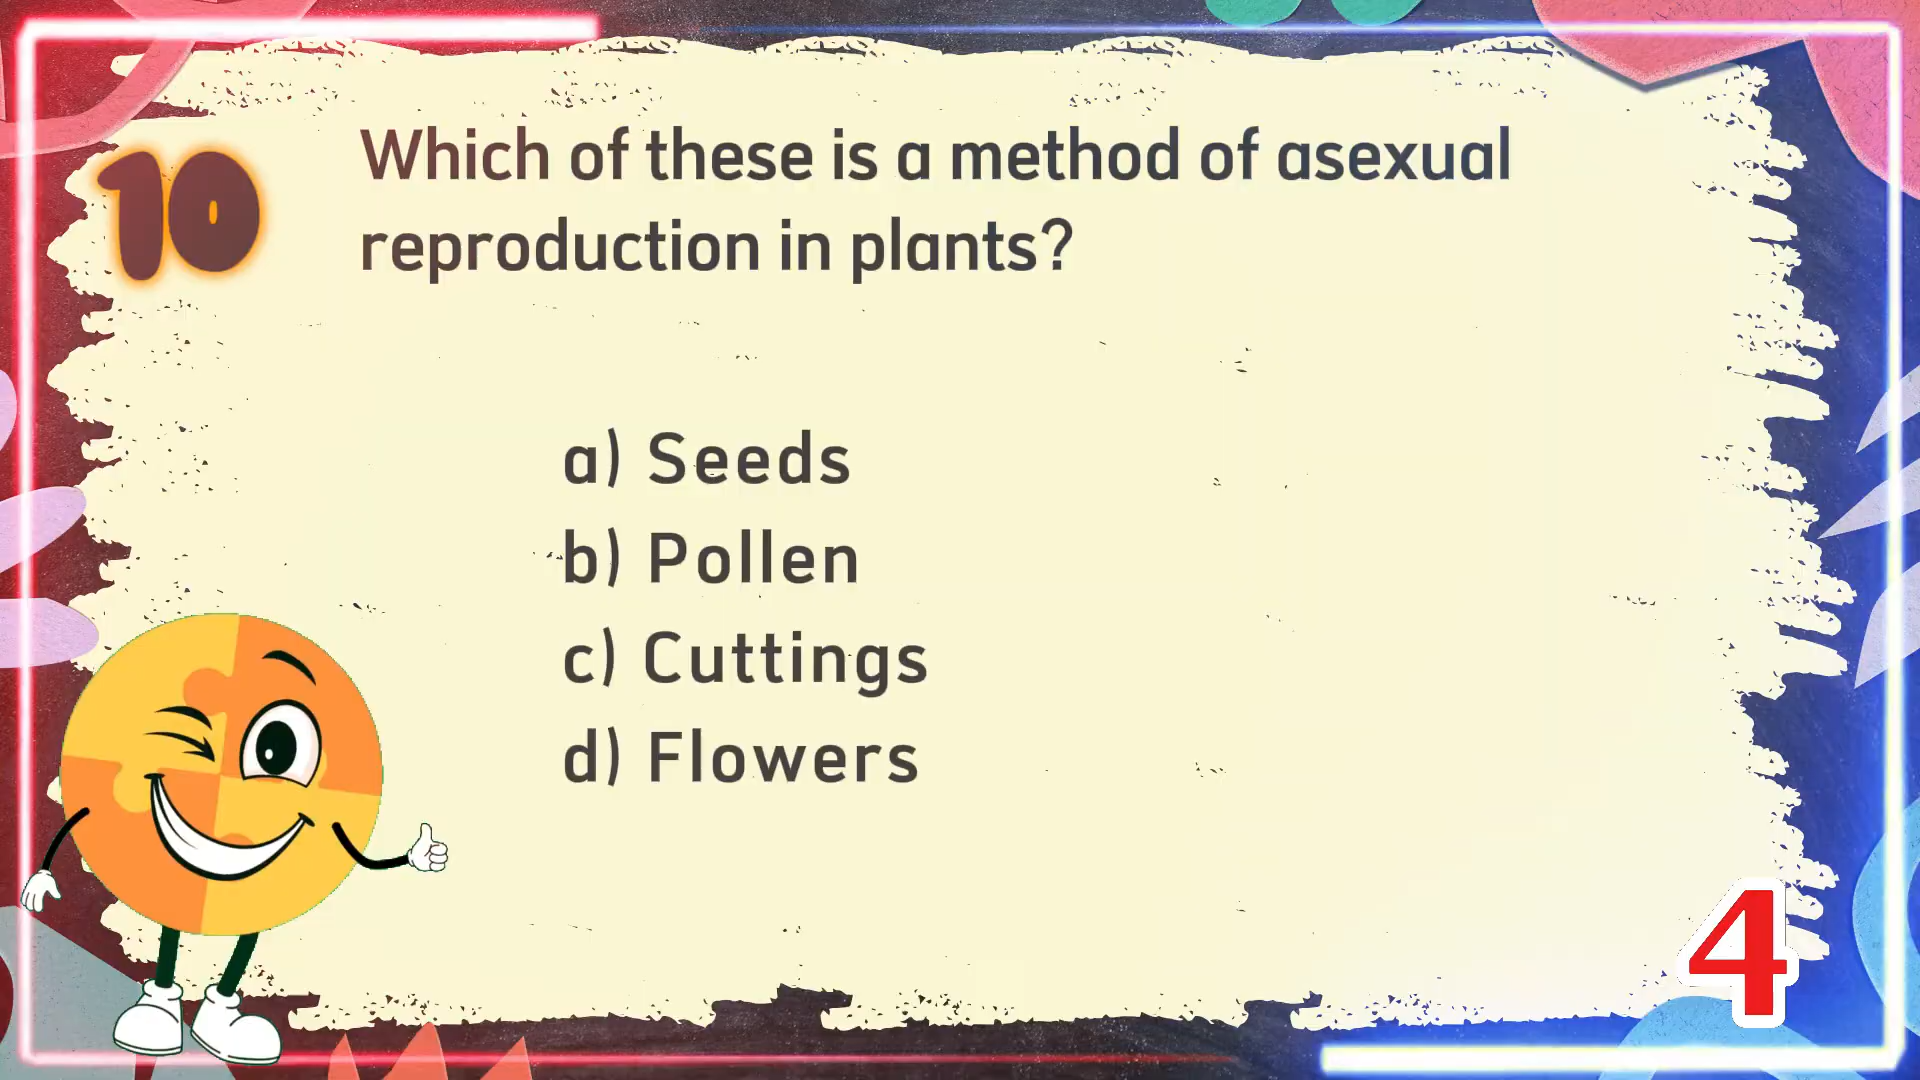 10
Which of these is a method of asexual
reproduction in plants?
a) Seeds
b) Pollen
c) Cuttings
d) Flowers
4